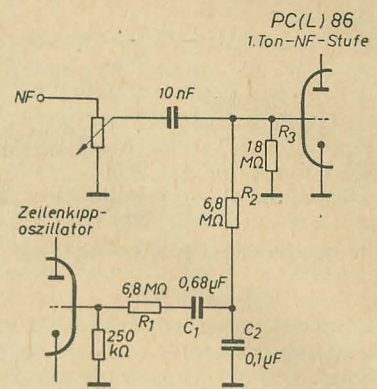 PC(L) 86
1. Ton-NF-Stufe
NF
10 nF
R3
18
MΩ
6,8
MΩ
R2
Zeilenkipp-
oszillator
6,8 MΩ
0,68µF
R1
C1
C2
250
kΩ
0,1µF